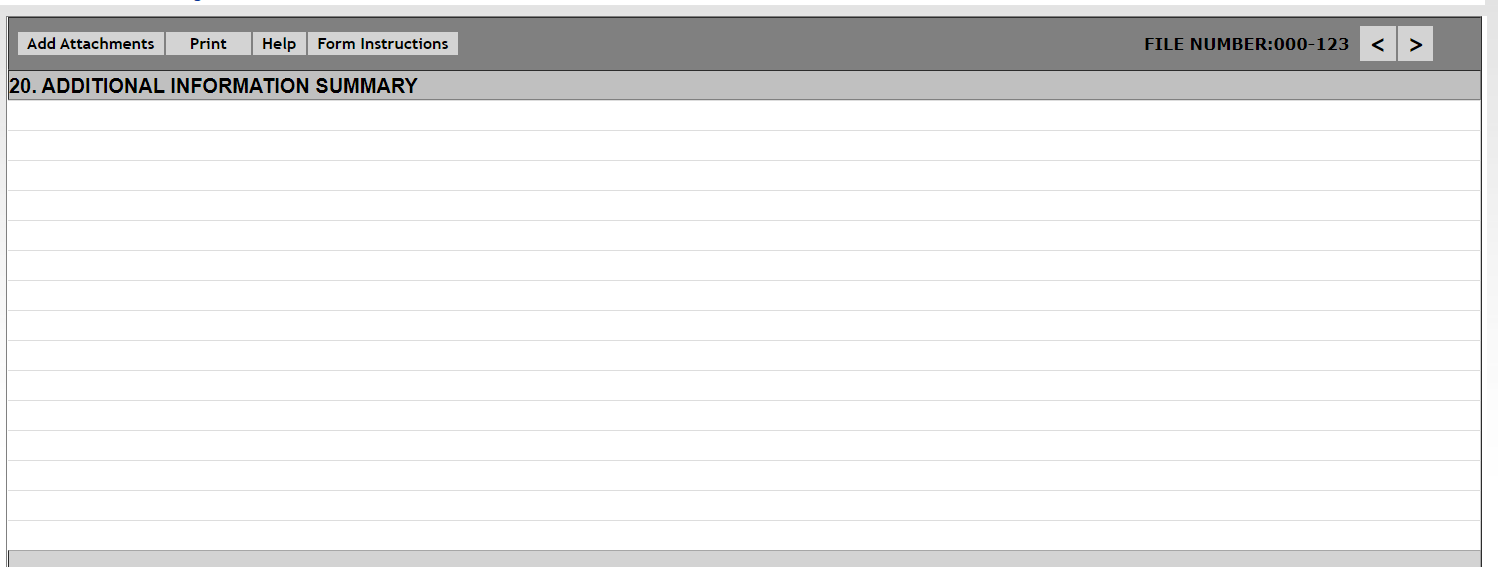 Add Attachments Print Help Form Instructions FILE NUMBER:000-123 < >
20. ADDITIONAL INFORMATION SUMMARY